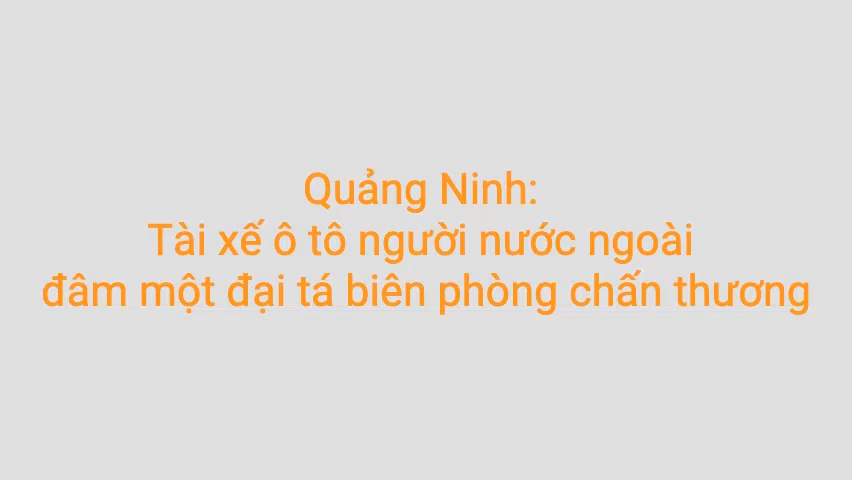 Quảng Ninh:
Tài xế ô tô người nước ngoài
đâm một đại tá biên phòng chấn thương